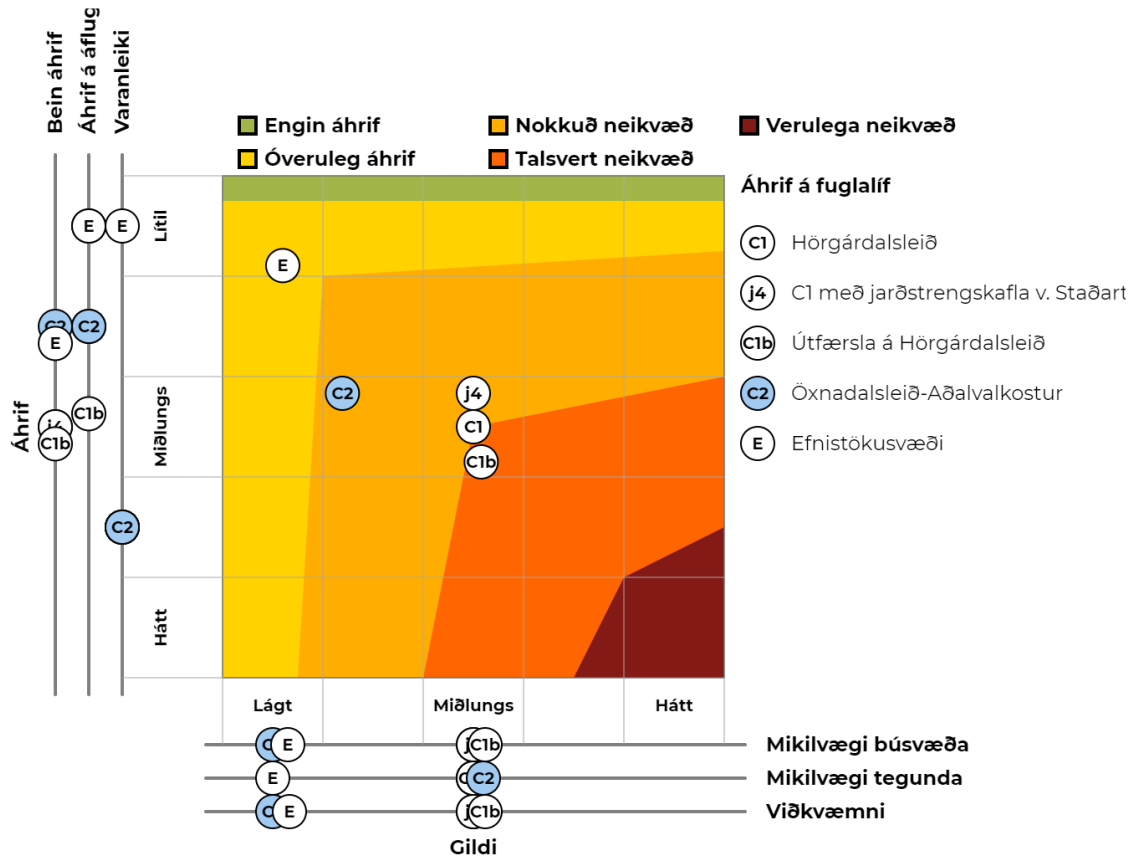 Bein áhrif
Áhrif á áflug
Varanleiki
Engin áhrif
Óveruleg áhrif
Nokkuð neikvæð
Talsvert neikvæð
Verulega neikvæð
Áhrif á fuglalíf
C1 Hörgárdalsleið
j4 C1 með jarðstrengskafla v. Staðart
C1b Útfærsla á Hörgárdalsleið
C2 Öxnadalsleið-Aðalvalkostur
E Efnistökusvæði
Áhrif
Lítil
Miðlungs
Hátt
E
E
C2
E
C2
j4
C1b
C1b
C2
E
C2
j4
C1
C1b
Lágt
Miðlungs
Hátt
C E j C1b Mikilvægi búsvæða
E C C2 Mikilvægi tegunda
C E j C1b Viðkvæmni
Gildi